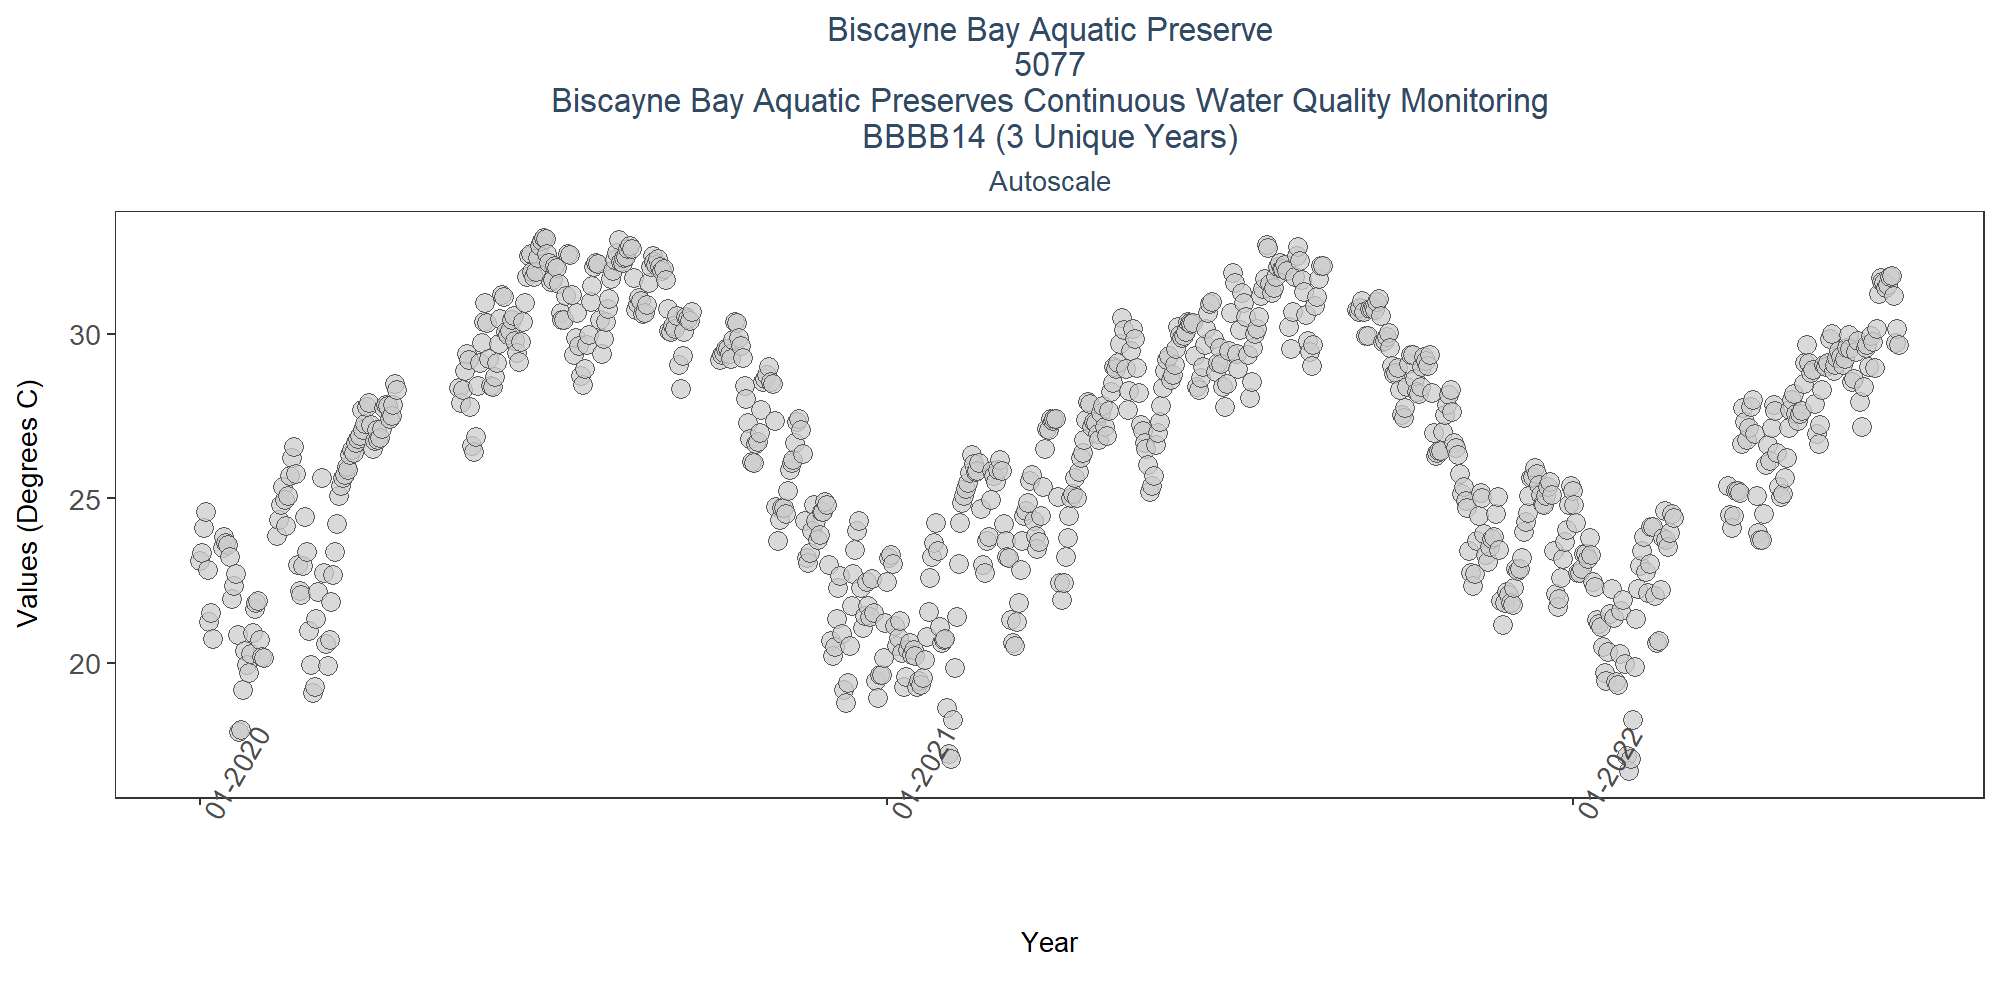 Biscayne Bay Aquatic Preserve
5077
Biscayne Bay Aquatic Preserves Continuous Water Quality Monitoring
BBBB14 (3 Unique Years)
Autoscale
Values (Degrees C)
30
25
20
01-2020
01-2021
01-2022
Year